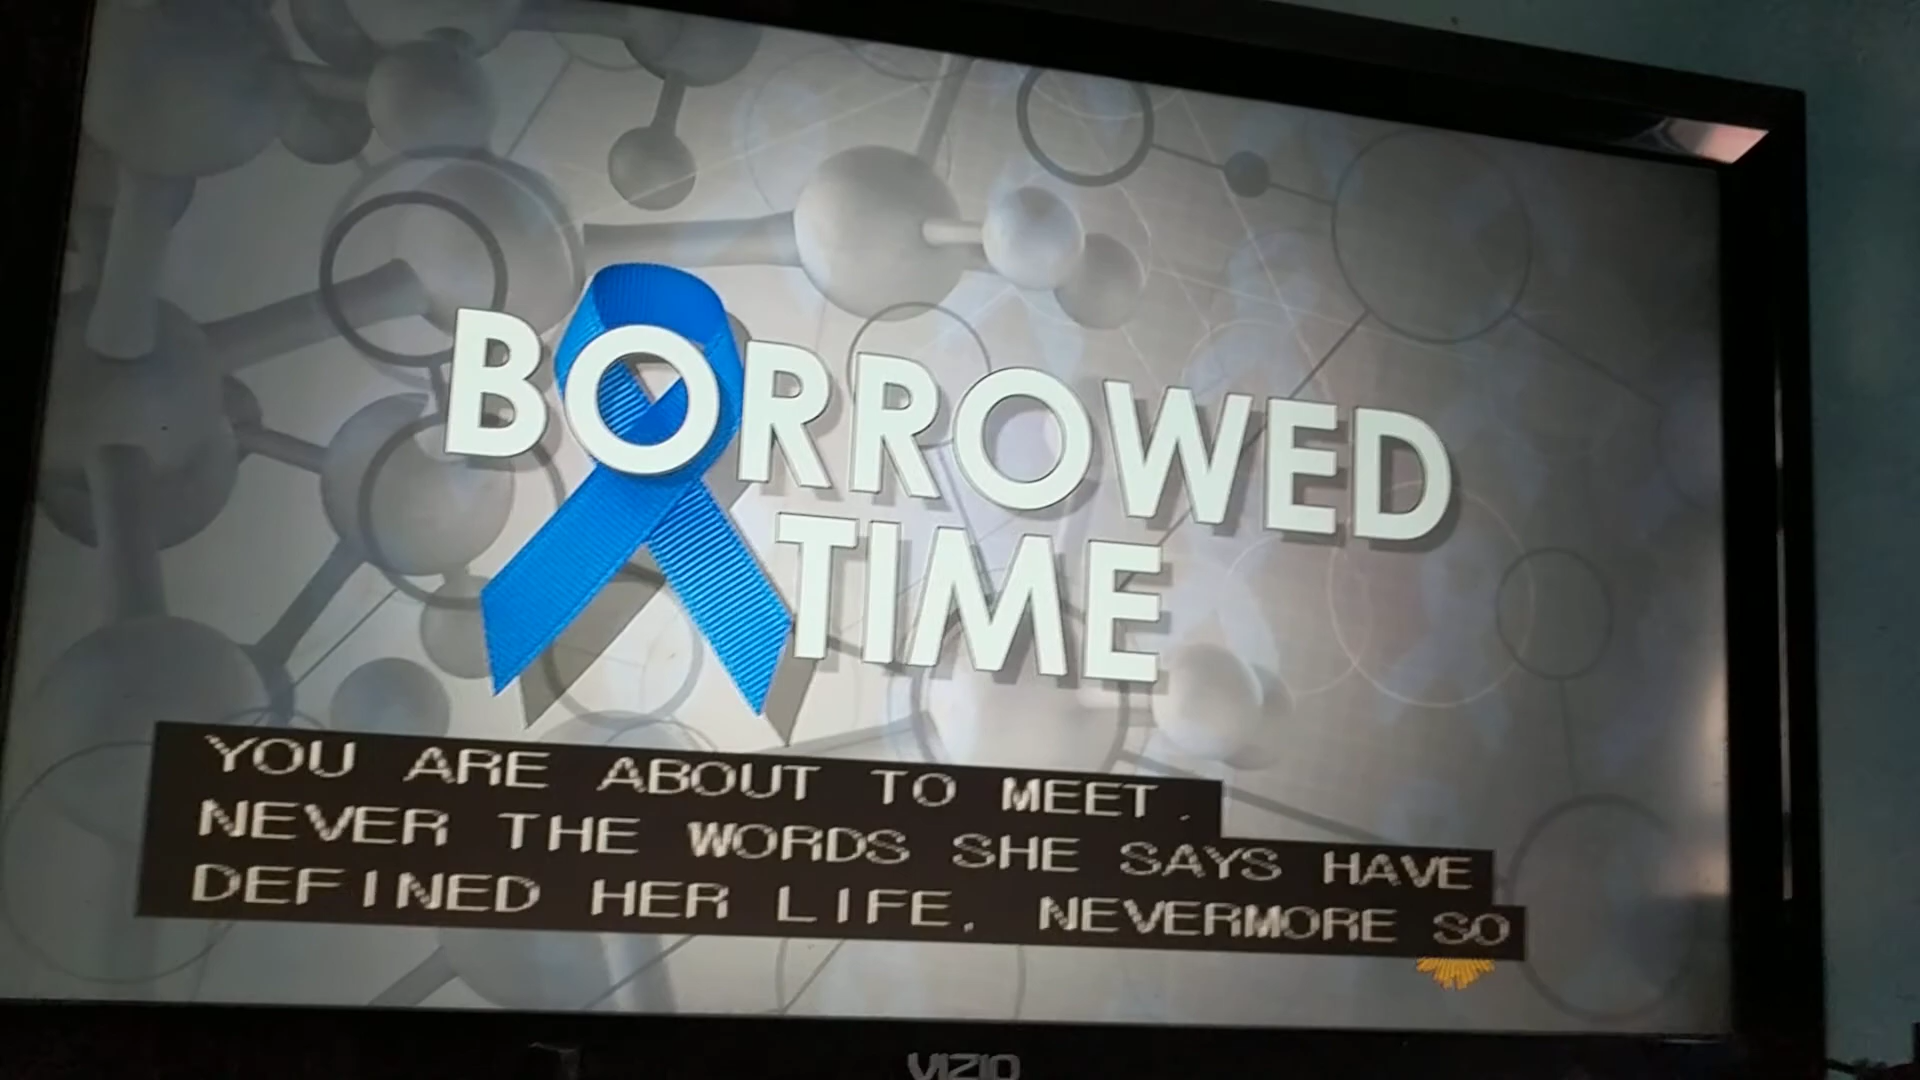 BORROWED
TIME
YOU ARE ABOUT TO MEET.
NEVER THE WORDS SHE SAYS HAVE
DEFINED HER LIFE. NEVERMORE SO
VIZIO